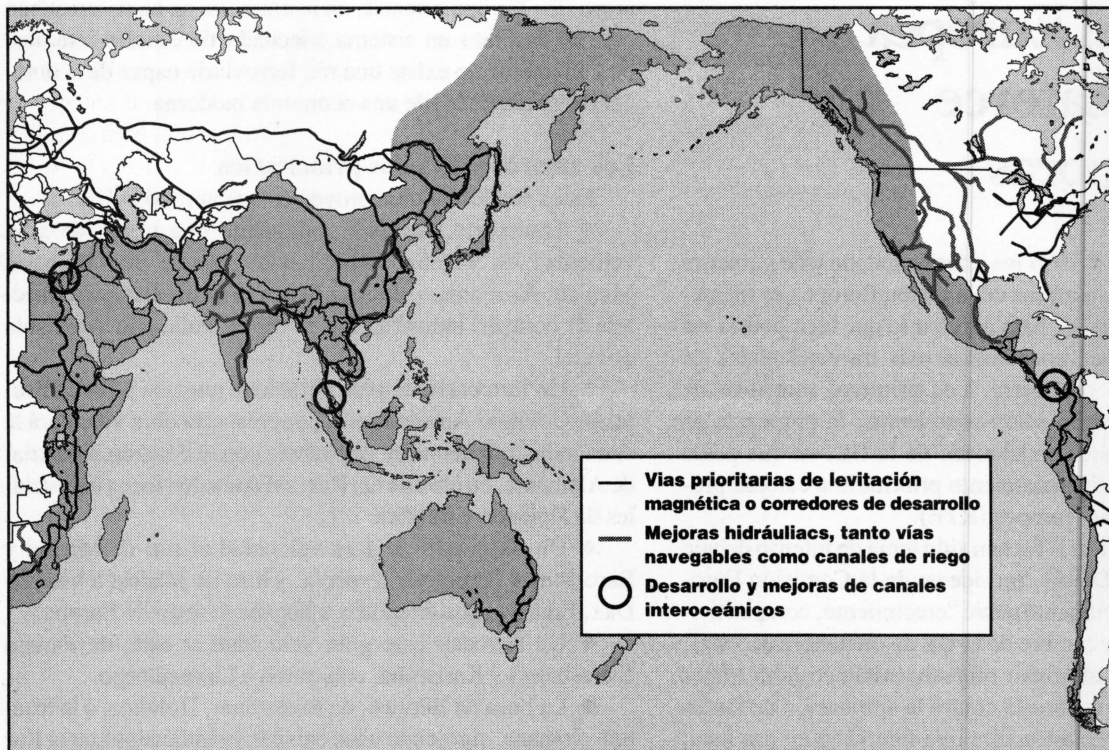 Vias prioritarias de levitación
magnética o corredores de desarrollo
Mejoras hidráuliacs, tanto vías
navegables como canales de riego
Desarrollo y mejoras de canales
interoceánicos